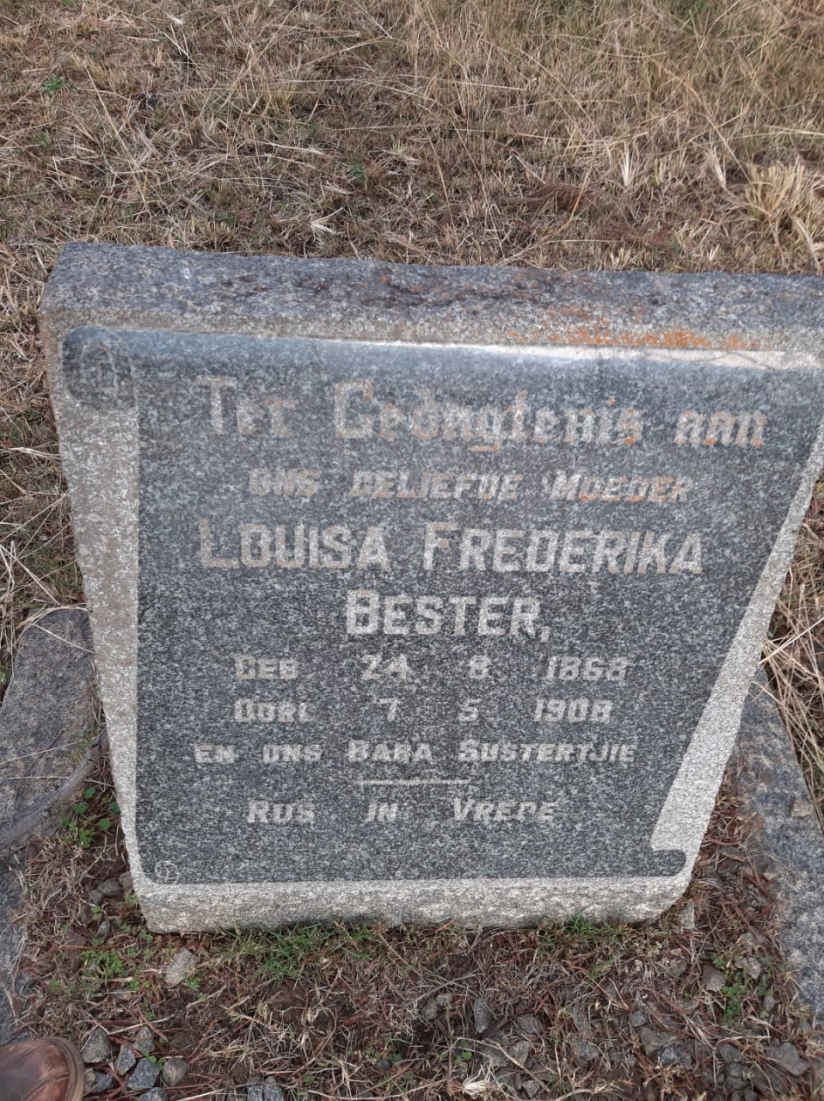 Ter Gedagtenis aan
ONS GELIEFDE MOEDER
LOUISA FREDERIKA
BESTER,
GEB. 24. 8. 1868
OORL. 7. 5. 1908
EN ONS BABA SUSTERTJIE
RUS IN VREDE